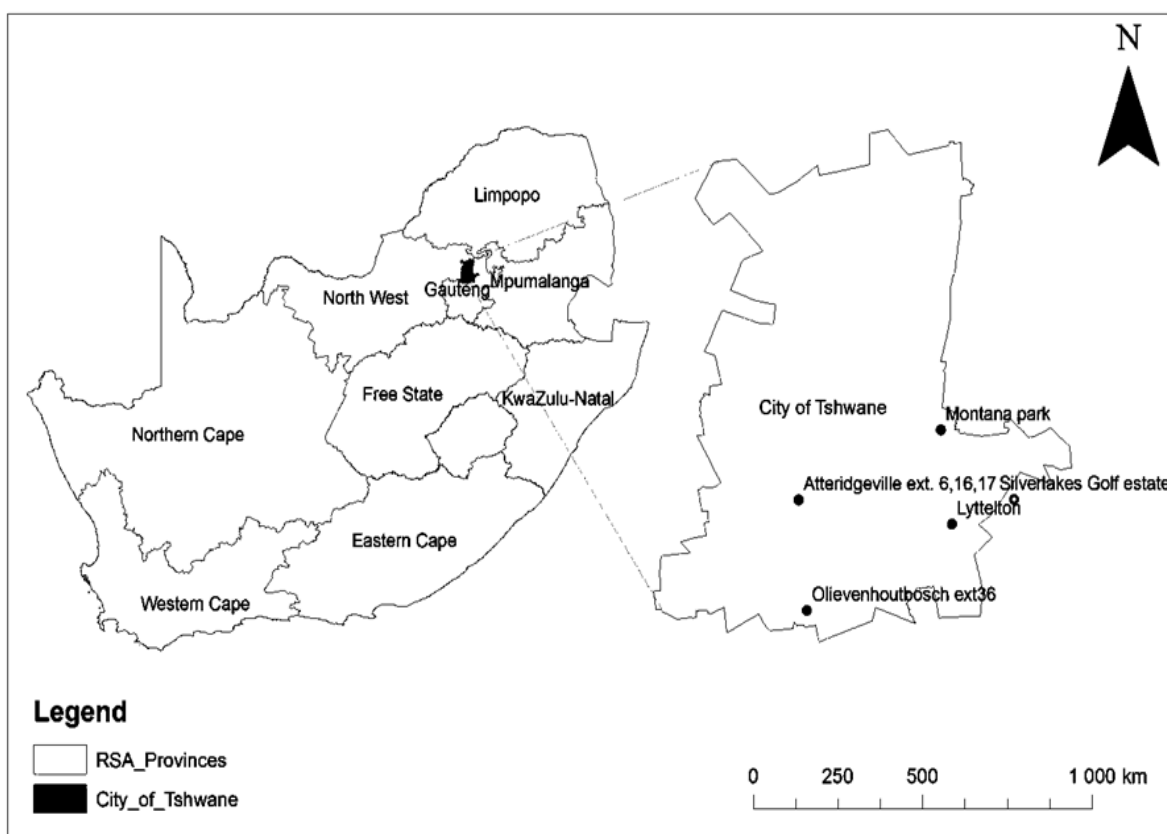 N
Limpopo
North West
Gauteng
Mpumalanga
Free State
KwaZulu-Natal
Northern Cape
Eastern Cape
Western Cape
City of Tshwane
Montana park
Atteridgeville ext. 6,16,17 Silverlakes Golf estate
Lyttelton
Olievenhoutbosch ext36
Legend
RSA_Provinces
City_of_Tshwane
0 250 500 1 000 km